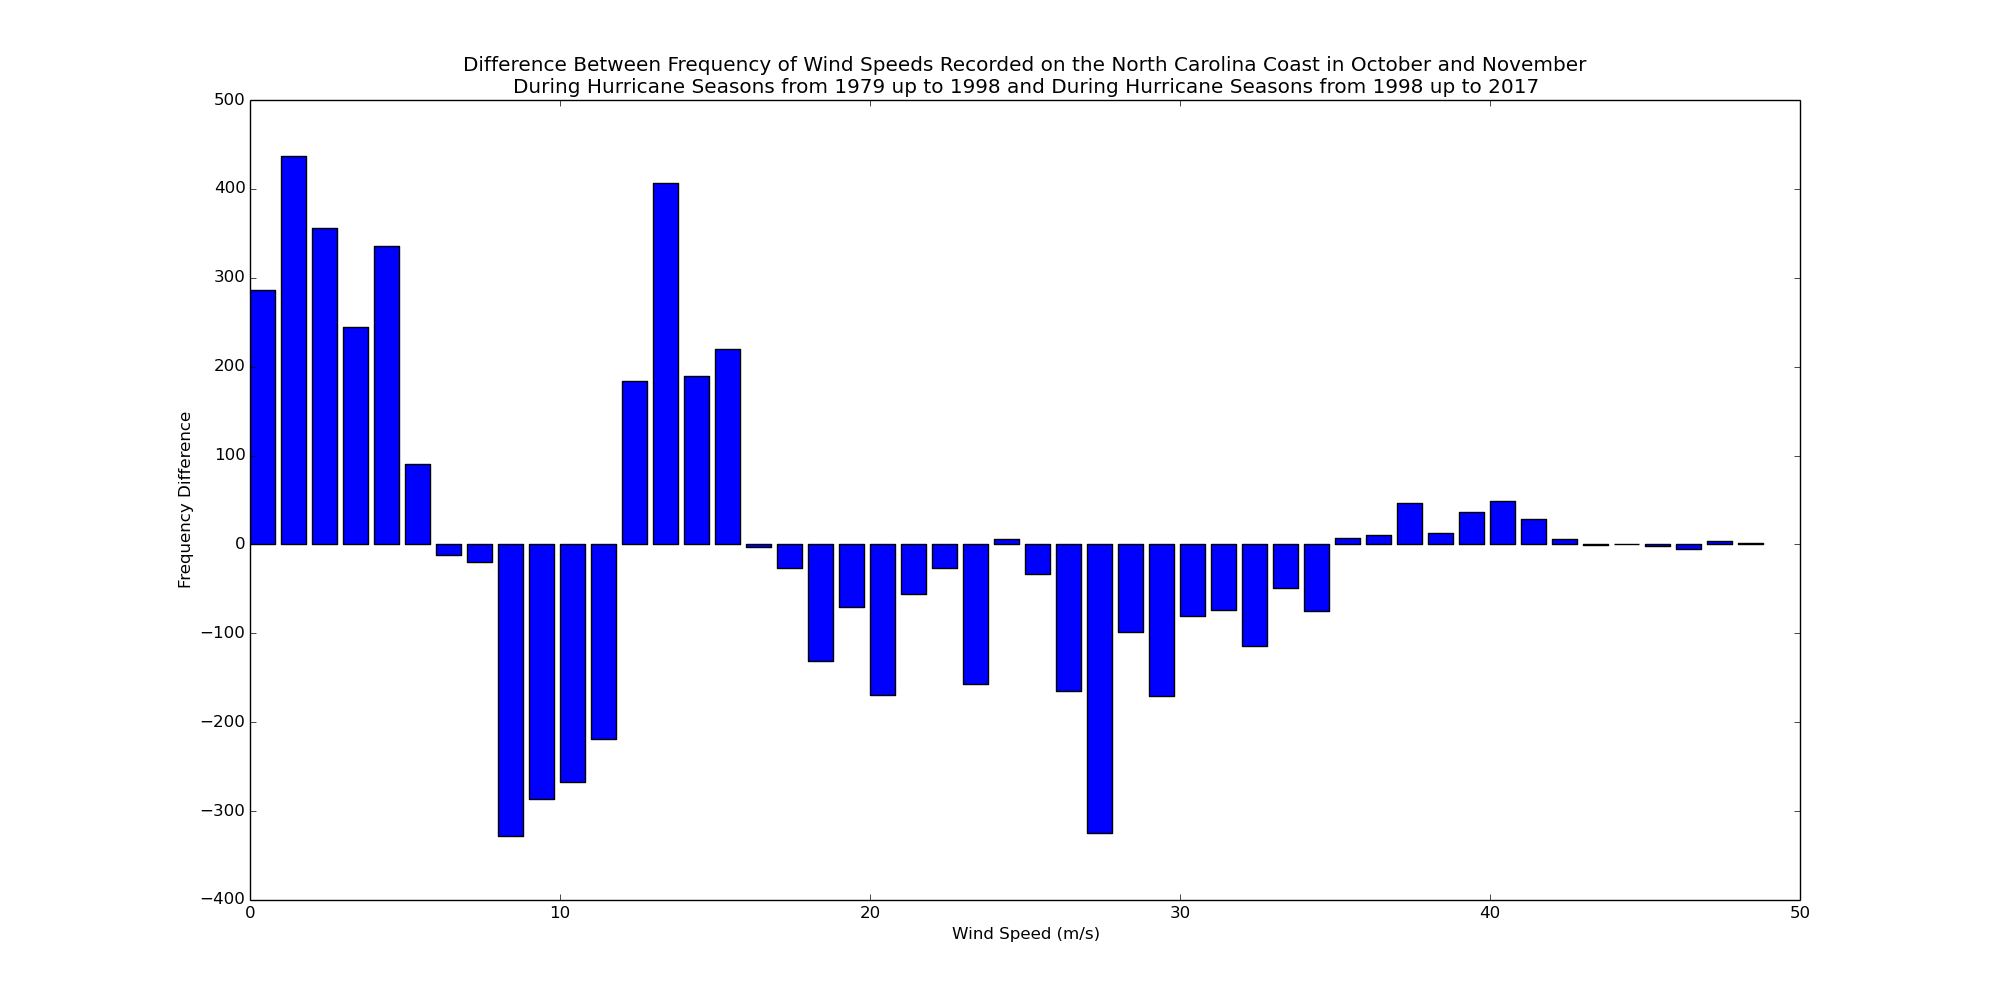 Difference Between Frequency of Wind Speeds Recorded on the North Carolina Coast in October and November
During Hurricane Seasons from 1979 up to 1998 and During Hurricane Seasons from 1998 up to 2017
500
400
300
200
100
0
−100
−200
−300
−400
Frequency Difference
0 10 20 30 40 50
Wind Speed (m/s)